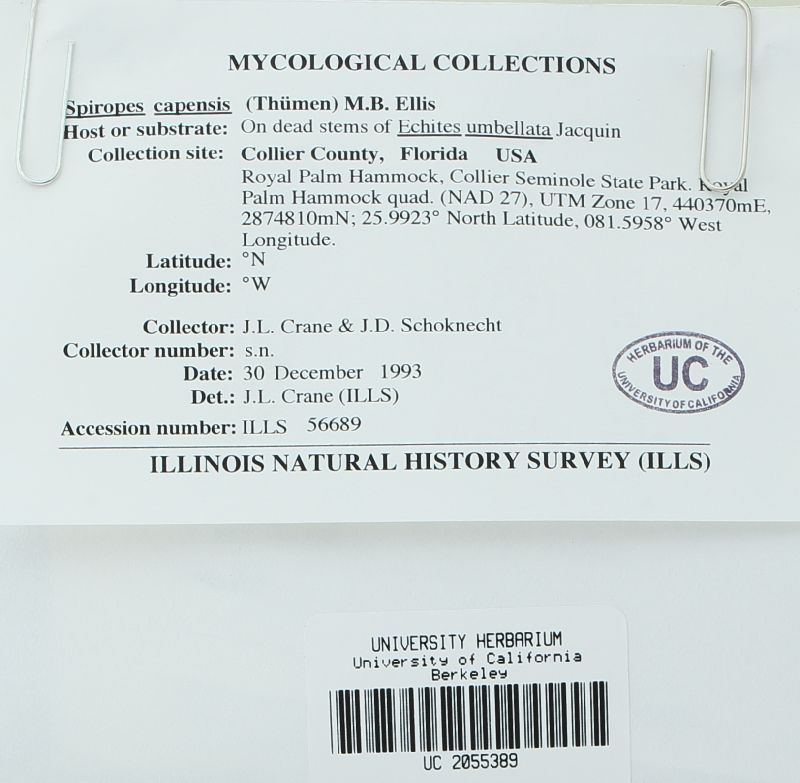 MYCOLOGICAL COLLECTIONS
Spiropes capensis (Thümen) M.B. Ellis
Host or substrate: On dead stems of Echites umbellata Jacquin
Collection site: Collier County, Florida USA
Royal Palm Hammock, Collier Seminole State Park. Royal
Palm Hammock quad. (NAD 27), UTM Zone 17, 440370mE,
2874810mN; 25.9923° North Latitude, 081.5958° West
Longitude.
Latitude: °N
Longitude: °W
Collector: J.L. Crane & J.D. Schoknecht
Collector number: s.n.
Date: 30 December 1993
Det.: J.L. Crane (ILLS)
Accession number: ILLS 56689
HERBARIUM OF THE
UC
UNIVERSITY OF CALIFORNIA
ILLINOIS NATURAL HISTORY SURVEY (ILLS)
UNIVERSITY HERBARIUM
University of California
Berkeley
UC 2055389